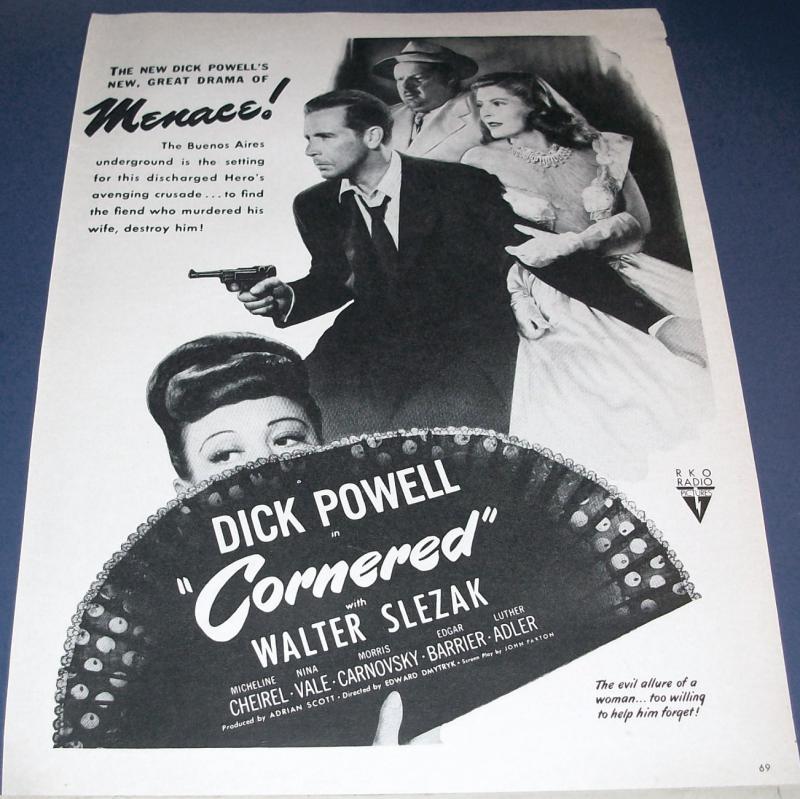 THE NEW DICK POWELL'S
NEW, GREAT DRAMA OF
Menace!
The Buenos Aires
underground is the setting
for this discharged Hero's
avenging crusade...to find
the fiend who murdered his
wife, destroy him!
DICK POWELL
in
"Cornered"
with
WALTER SLEZAK
MICHELINE CHEIREL · NINA VALE · MORRIS CARNOVSKY · EDGAR BARRIER · LUTHER ADLER
Produced by ADRIAN SCOTT · Directed by EDWARD DMYTRYK · Screen Play by JOHN PAXTON
RKO
RADIO
PICTURES
The evil allure of a
woman...too willing
to help him forget!
69